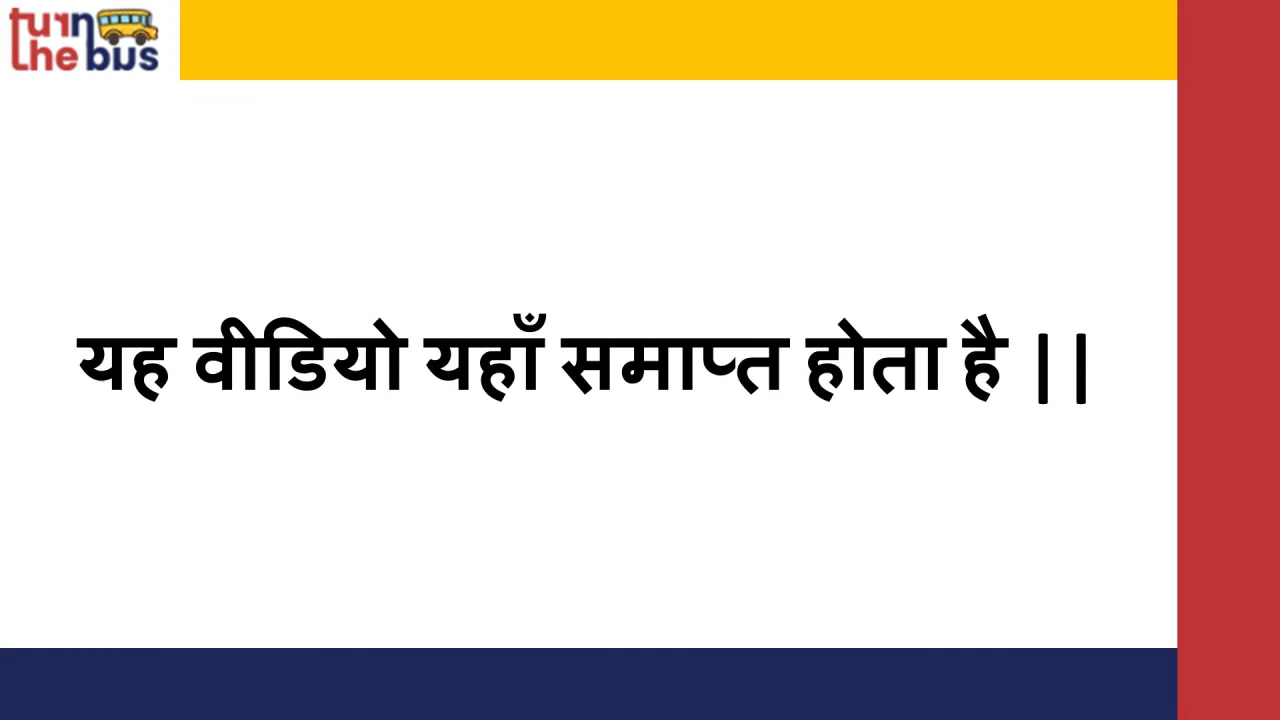 turn
the bus
यह वीडियो यहाँ समाप्त होता है ||